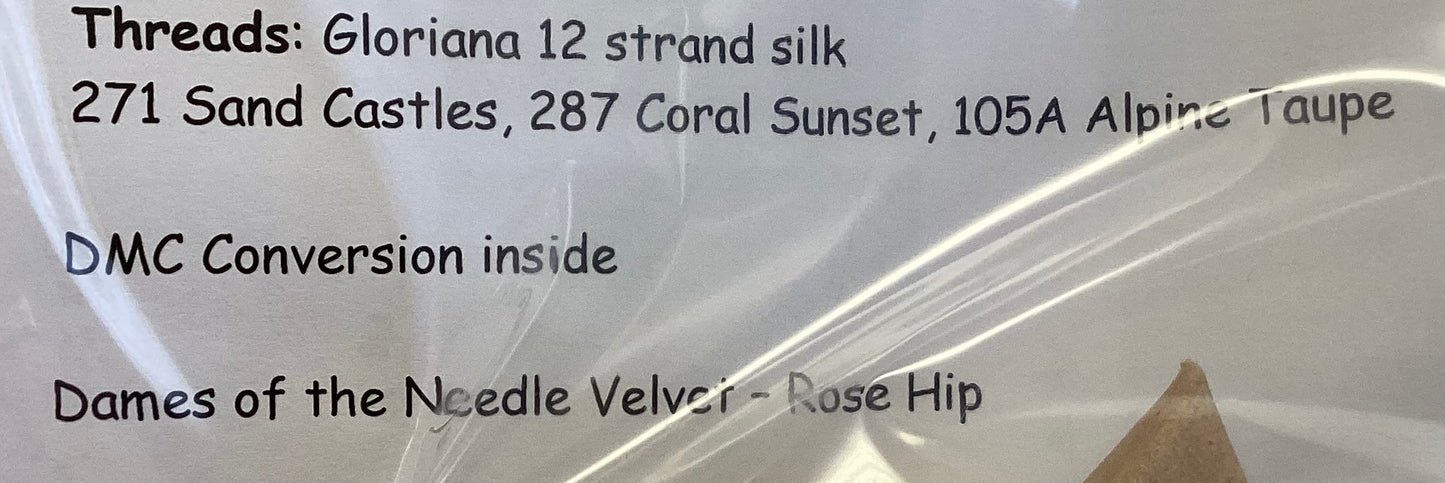 Threads: Gloriana 12 strand silk
271 Sand Castles, 287 Coral Sunset, 105A Alpine Taupe
DMC Conversion inside
Dames of the Needle Velvet - Rose Hip